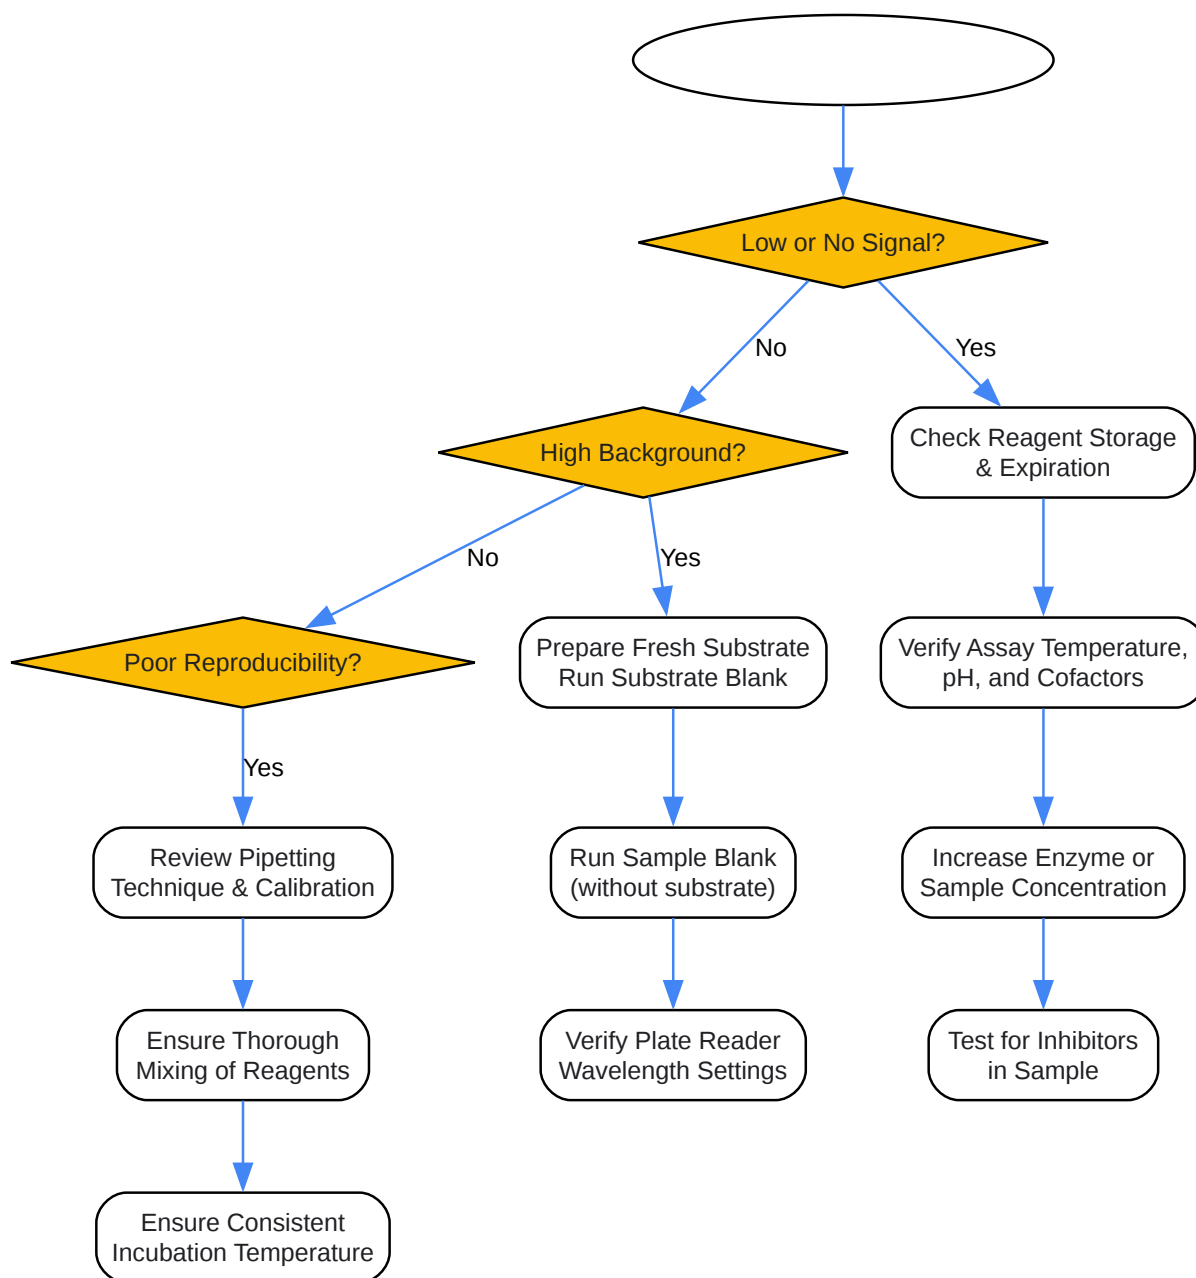 Low or No Signal?
No
Yes
High Background?
Check Reagent Storage
& Expiration
No
Yes
Poor Reproducibility?
Prepare Fresh Substrate
Run Substrate Blank
Verify Assay Temperature,
pH, and Cofactors
Yes
Review Pipetting
Technique & Calibration
Run Sample Blank
(without substrate)
Increase Enzyme or
Sample Concentration
Ensure Thorough
Mixing of Reagents
Verify Plate Reader
Wavelength Settings
Test for Inhibitors
in Sample
Ensure Consistent
Incubation Temperature